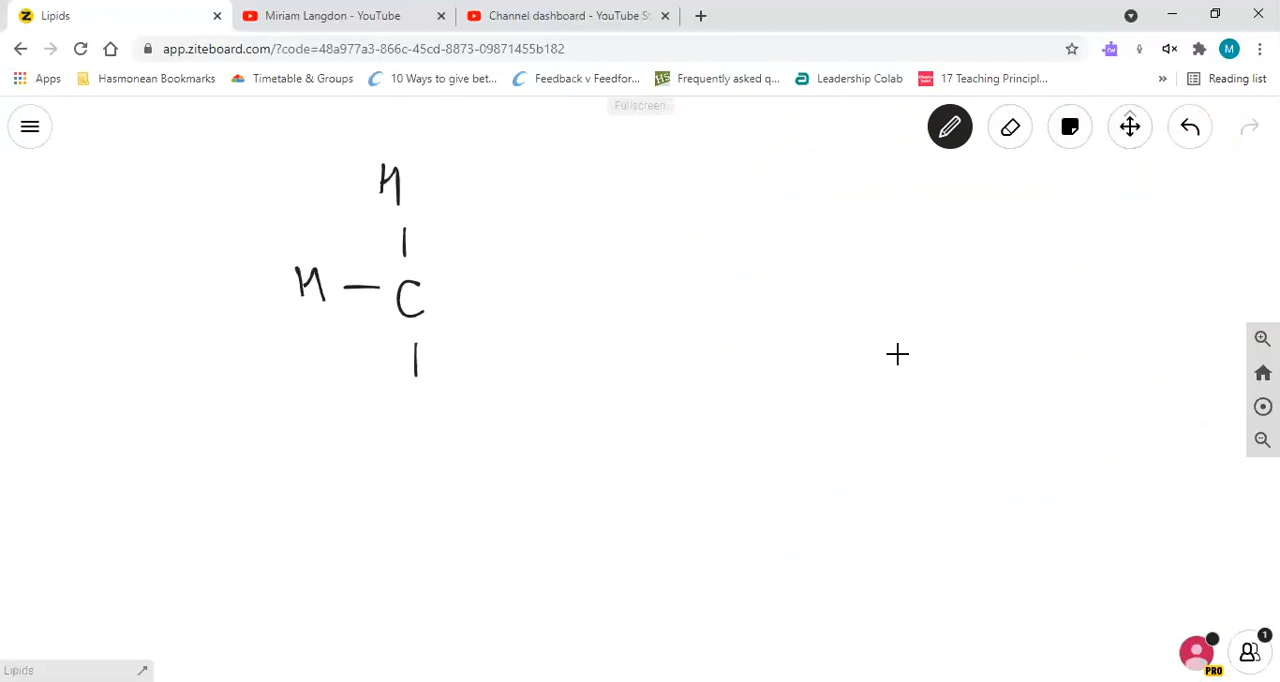 Lipids
Miriam Langdon - YouTube
Channel dashboard - YouTube St
app.ziteboard.com/?code=48a977a3-866c-45cd-8873-09871455b182
M
Apps
Hasmonean Bookmarks
Timetable & Groups
10 Ways to give bet...
Feedback v Feedfor...
Frequently asked q...
Leadership Colab
17 Teaching Principl...
»
Reading list
Fullscreen
H
H — C
Lipids
PRO
1